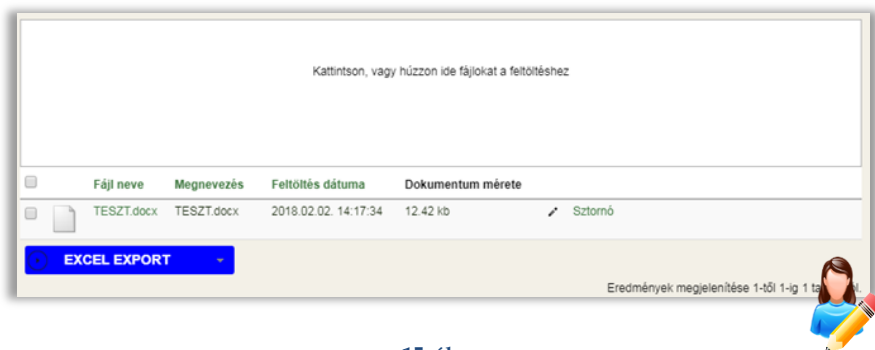 Kattintson, vagy húzzon ide fájlokat a feltöltéshez
Fájl neve Megnevezés Feltöltés dátuma Dokumentum mérete
TESZT.docx TESZT.docx 2018.02.02. 14:17:34 12.42 kb Sztornó
EXCEL EXPORT
Eredmények megjelenítése 1-től 1-ig 1